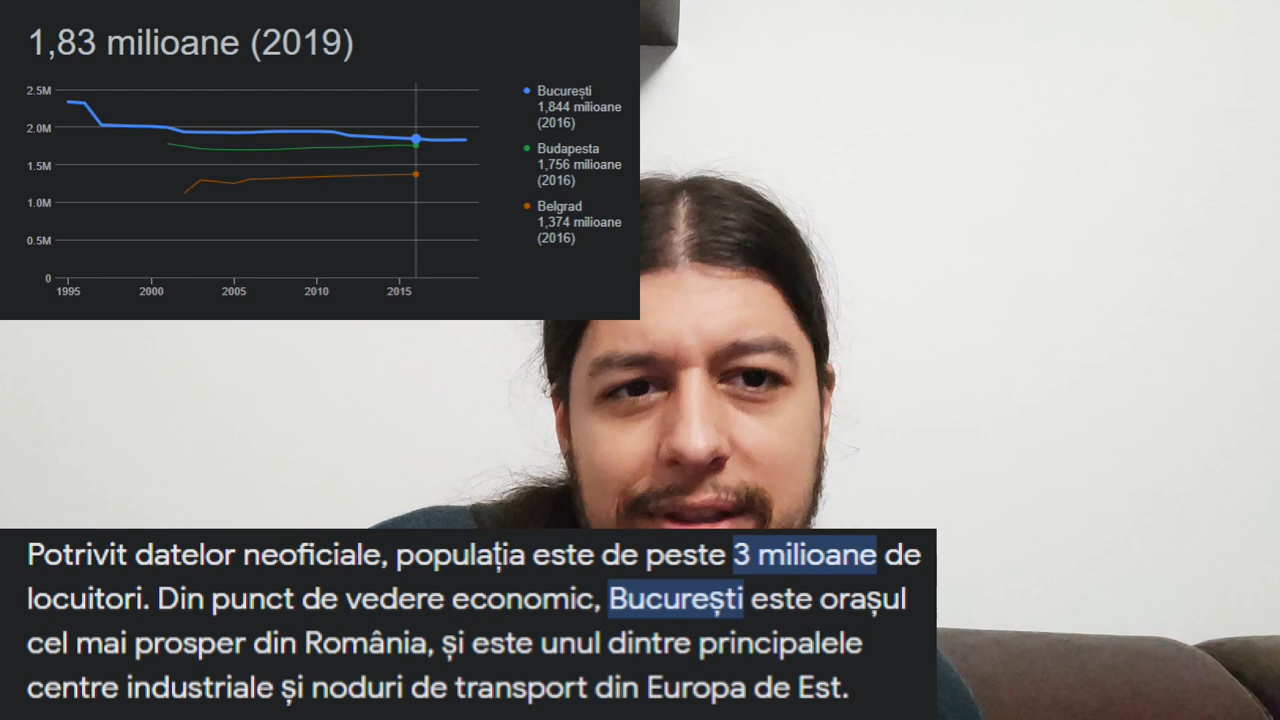 1,83 milioane (2019)
2.5M
2.0M
1.5M
1.0M
0.5M
0
1995 2000 2005 2010 2015
București
1,844 milioane
(2016)
Budapesta
1,756 milioane
(2016)
Belgrad
1,374 milioane
(2016)
Potrivit datelor neoficiale, populația este de peste 3 milioane de
locuitori. Din punct de vedere economic, București este orașul
cel mai prosper din România, și este unul dintre principalele
centre industriale și noduri de transport din Europa de Est.